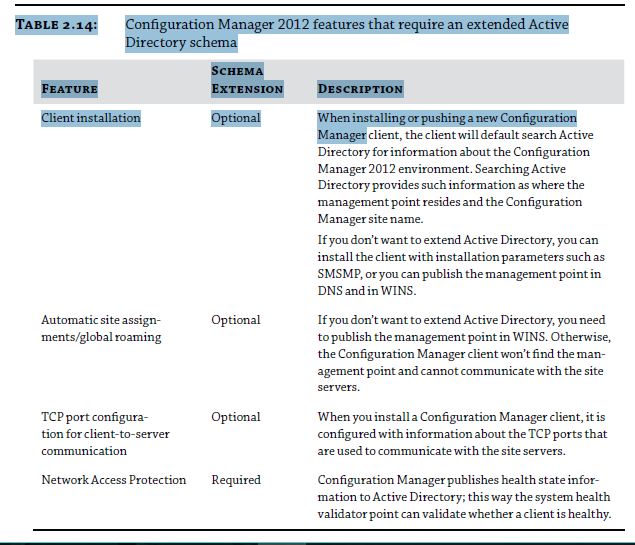 TABLE 2.14: Configuration Manager 2012 features that require an extended Active
Directory schema
FEATURE SCHEMA EXTENSION DESCRIPTION
Client installation Optional When installing or pushing a new Configuration
Manager client, the client will default search Active
Directory for information about the Configuration
Manager 2012 environment. Searching Active
Directory provides such information as where the
management point resides and the Configuration
Manager site name.
If you don't want to extend Active Directory, you can
install the client with installation parameters such as
SMSMP, or you can publish the management point in
DNS and in WINS.
Automatic site assign-
ments/global roaming
Optional
If you don't want to extend Active Directory, you need
to publish the management point in WINS. Otherwise,
the Configuration Manager client won't find the man-
agement point and cannot communicate with the site
servers.
TCP port configura-
tion for client-to-server
communication
Optional
When you install a Configuration Manager client, it is
configured with information about the TCP ports that
are used to communicate with the site servers.
Network Access Protection Required Configuration Manager publishes health state infor-
mation to Active Directory; this way the system health
validator point can validate whether a client is healthy.